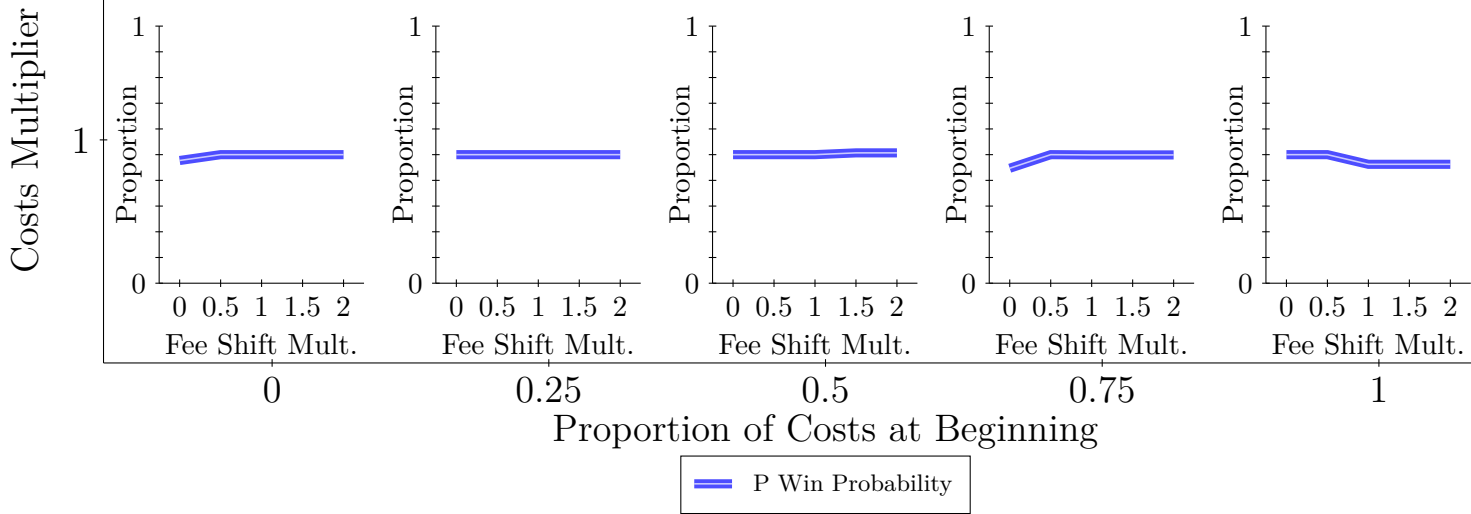 Costs Multiplier
1
1
Proportion
0
0 0.5 1 1.5 2
Fee Shift Mult.
1
Proportion
0
0 0.5 1 1.5 2
Fee Shift Mult.
1
Proportion
0
0 0.5 1 1.5 2
Fee Shift Mult.
1
Proportion
0
0 0.5 1 1.5 2
Fee Shift Mult.
1
Proportion
0
0 0.5 1 1.5 2
Fee Shift Mult.
0 0.25 0.5 0.75 1
Proportion of Costs at Beginning
P Win Probability